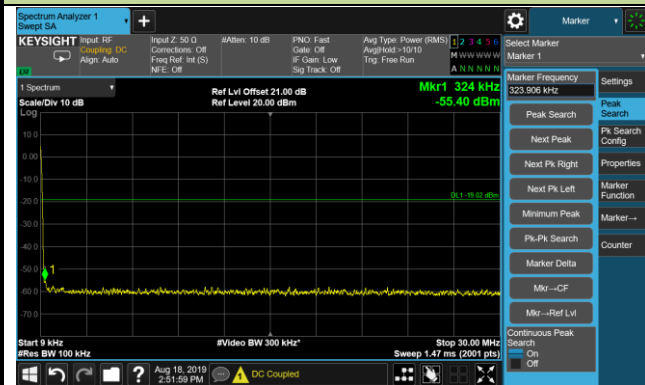 Spectrum Analyzer 1
Swept SA
Marker
KEYSIGHT
Input: RF
Coupling: DC
Align: Auto
Input Z: 50 Ω
Corrections: Off
Freq Ref: Int (S)
NFE: Off
#Atten: 10 dB
PNO: Fast
Gate: Off
IF Gain: Low
Sig Track: Off
Avg Type: Power (RMS)
Avg|Hold:>10/10
Trig: Free Run
1 2 3 4 5 6
M W W W W W
A N N N N N
Select Marker
Marker 1
1 Spectrum
Scale/Div 10 dB
Log
Ref Lvl Offset 21.00 dB
Ref Level 20.00 dBm
Mkr1 324 kHz
-55.40 dBm
Marker Frequency
323.906 kHz
Settings
Peak Search
Peak
Search
Next Peak
Pk Search
Config
Next Pk Right
Properties
Next Pk Left
Marker
Function
Minimum Peak
Marker→
Pk-Pk Search
Counter
Marker Delta
Mkr→CF
Mkr→Ref Lvl
Continuous Peak
Search
On
Off
10.0
0.00
-10.0
-20.0
-30.0
-40.0
-50.0
-60.0
-70.0
DL1 -19.02 dBm
1
Start 9 kHz
#Res BW 100 kHz
#Video BW 300 kHz*
Stop 30.00 MHz
Sweep 1.47 ms (2001 pts)
?
Aug 18, 2019
2:51:59 PM
DC Coupled